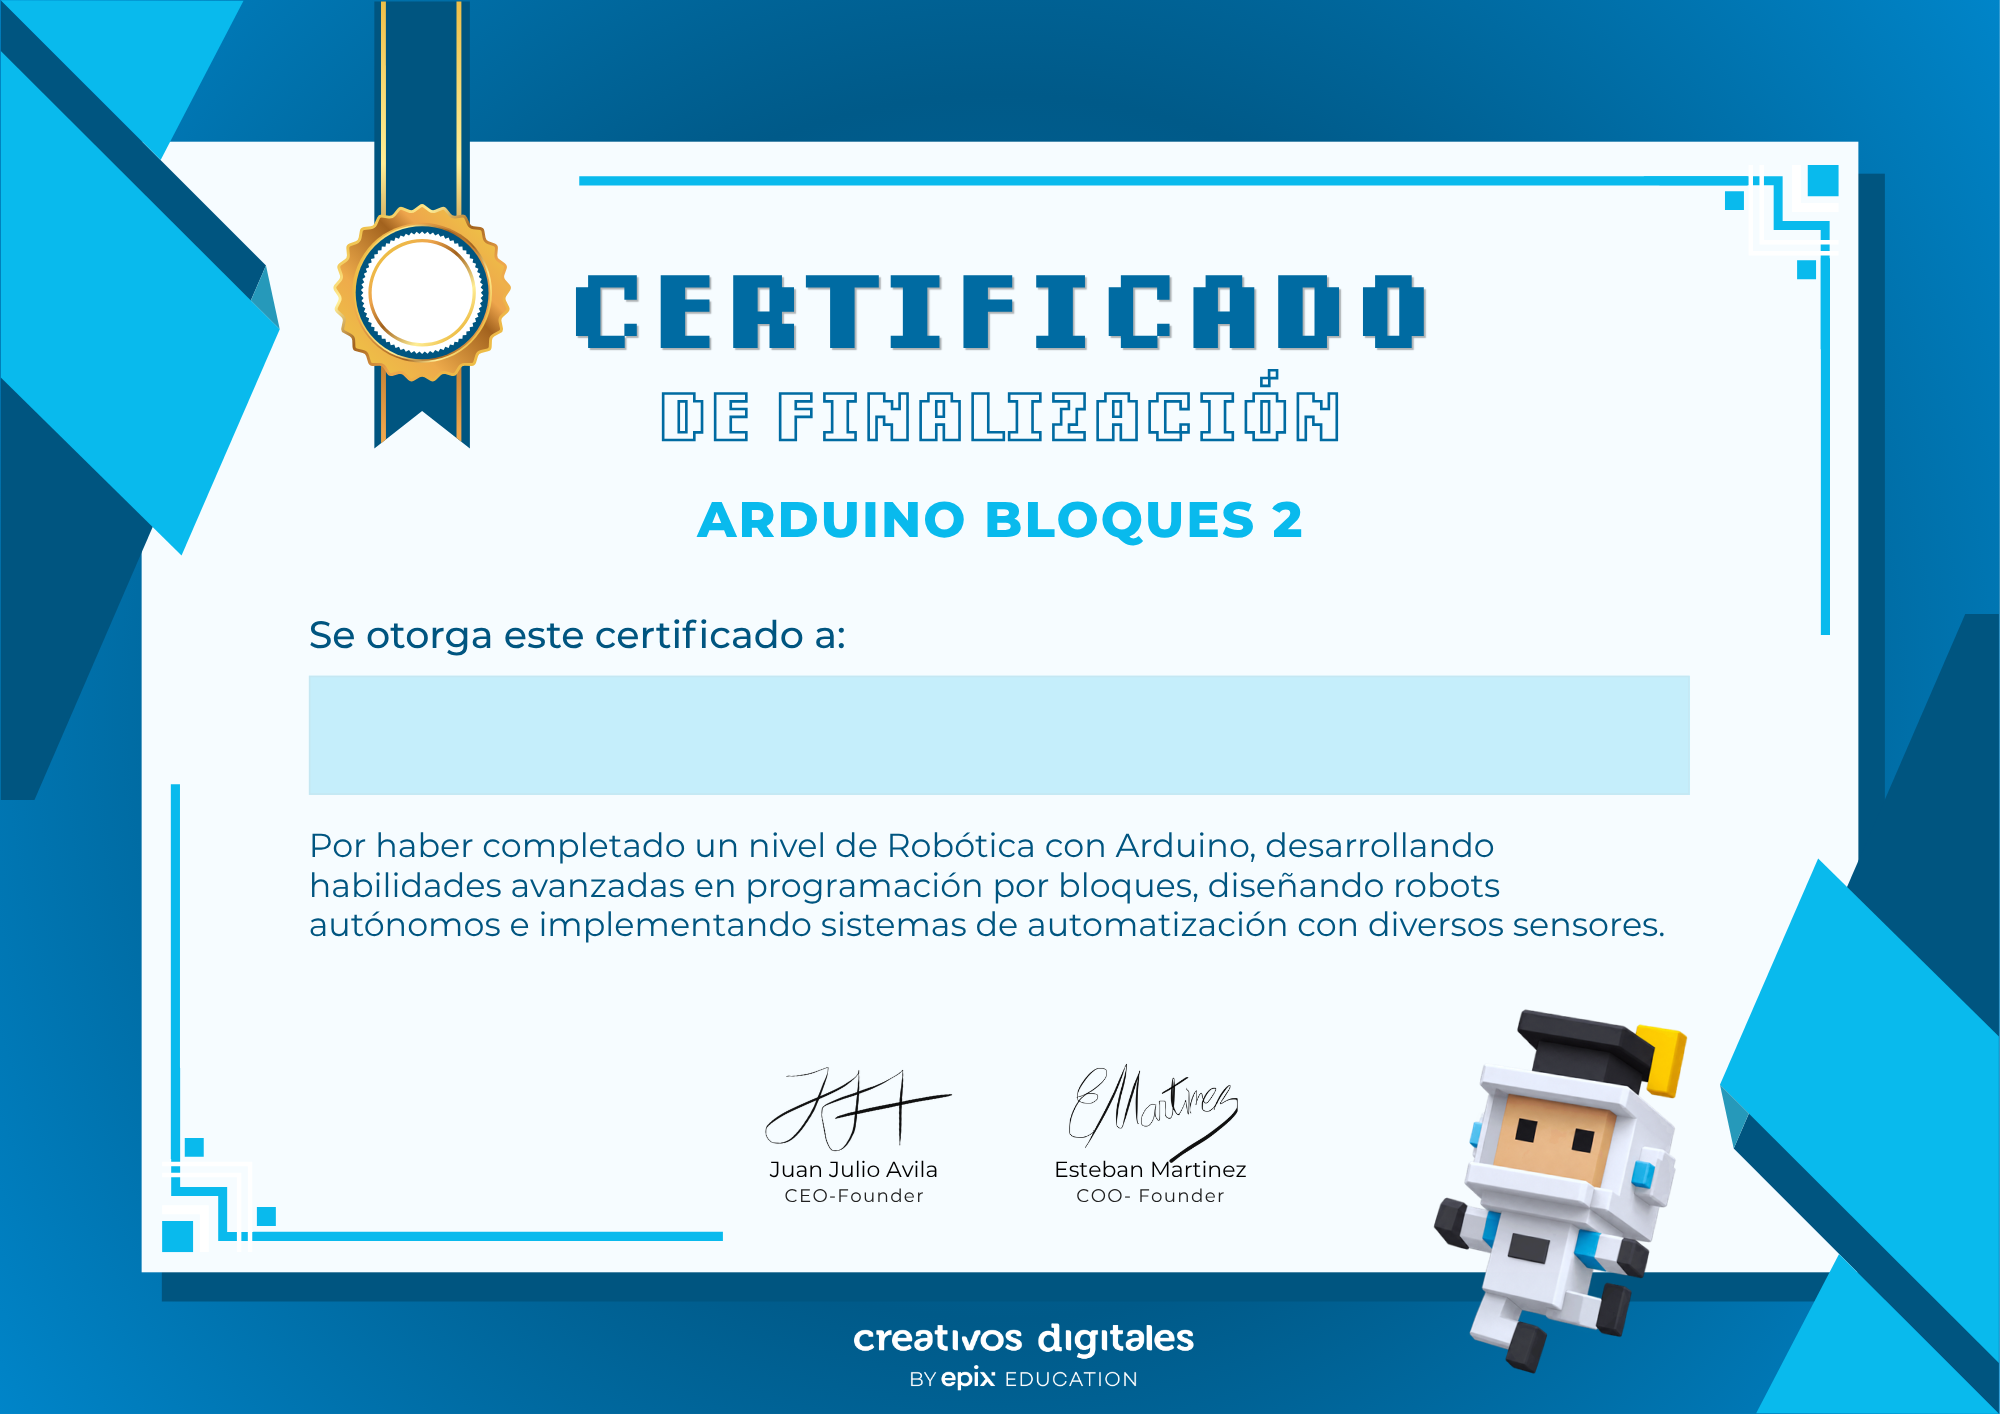 CERTIFICADO
DE FINALIZACIÓN
ARDUINO BLOQUES 2
Se otorga este certificado a:
Por haber completado un nivel de Robótica con Arduino, desarrollando
habilidades avanzadas en programación por bloques, diseñando robots
autónomos e implementando sistemas de automatización con diversos sensores.
EMartinez
Juan Julio Avila
Esteban Martinez
CEO-Founder
COO- Founder
creativos digitales
BY epix EDUCATION